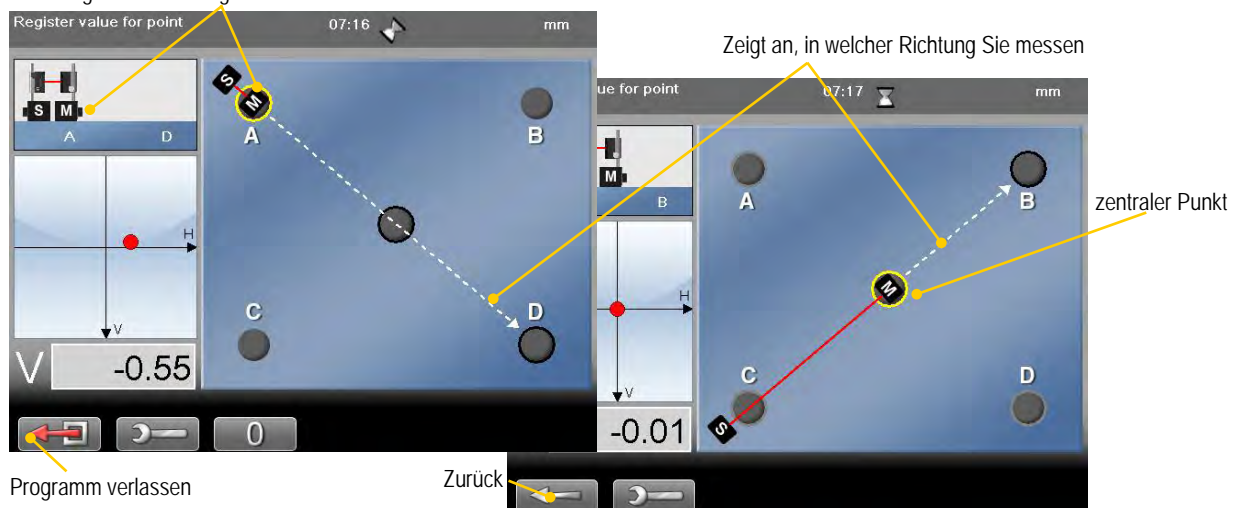 Register value for point 07:16 mm
Zeigt an, in welcher Richtung Sie messen
S M
A D
S
M
A
B
C
D
H
V
V -0.55
0
Programm verlassen
ue for point 07:17 mm
M
B
A
B
zentraler Punkt
M
H
V
C
D
S
-0.01
Zurück